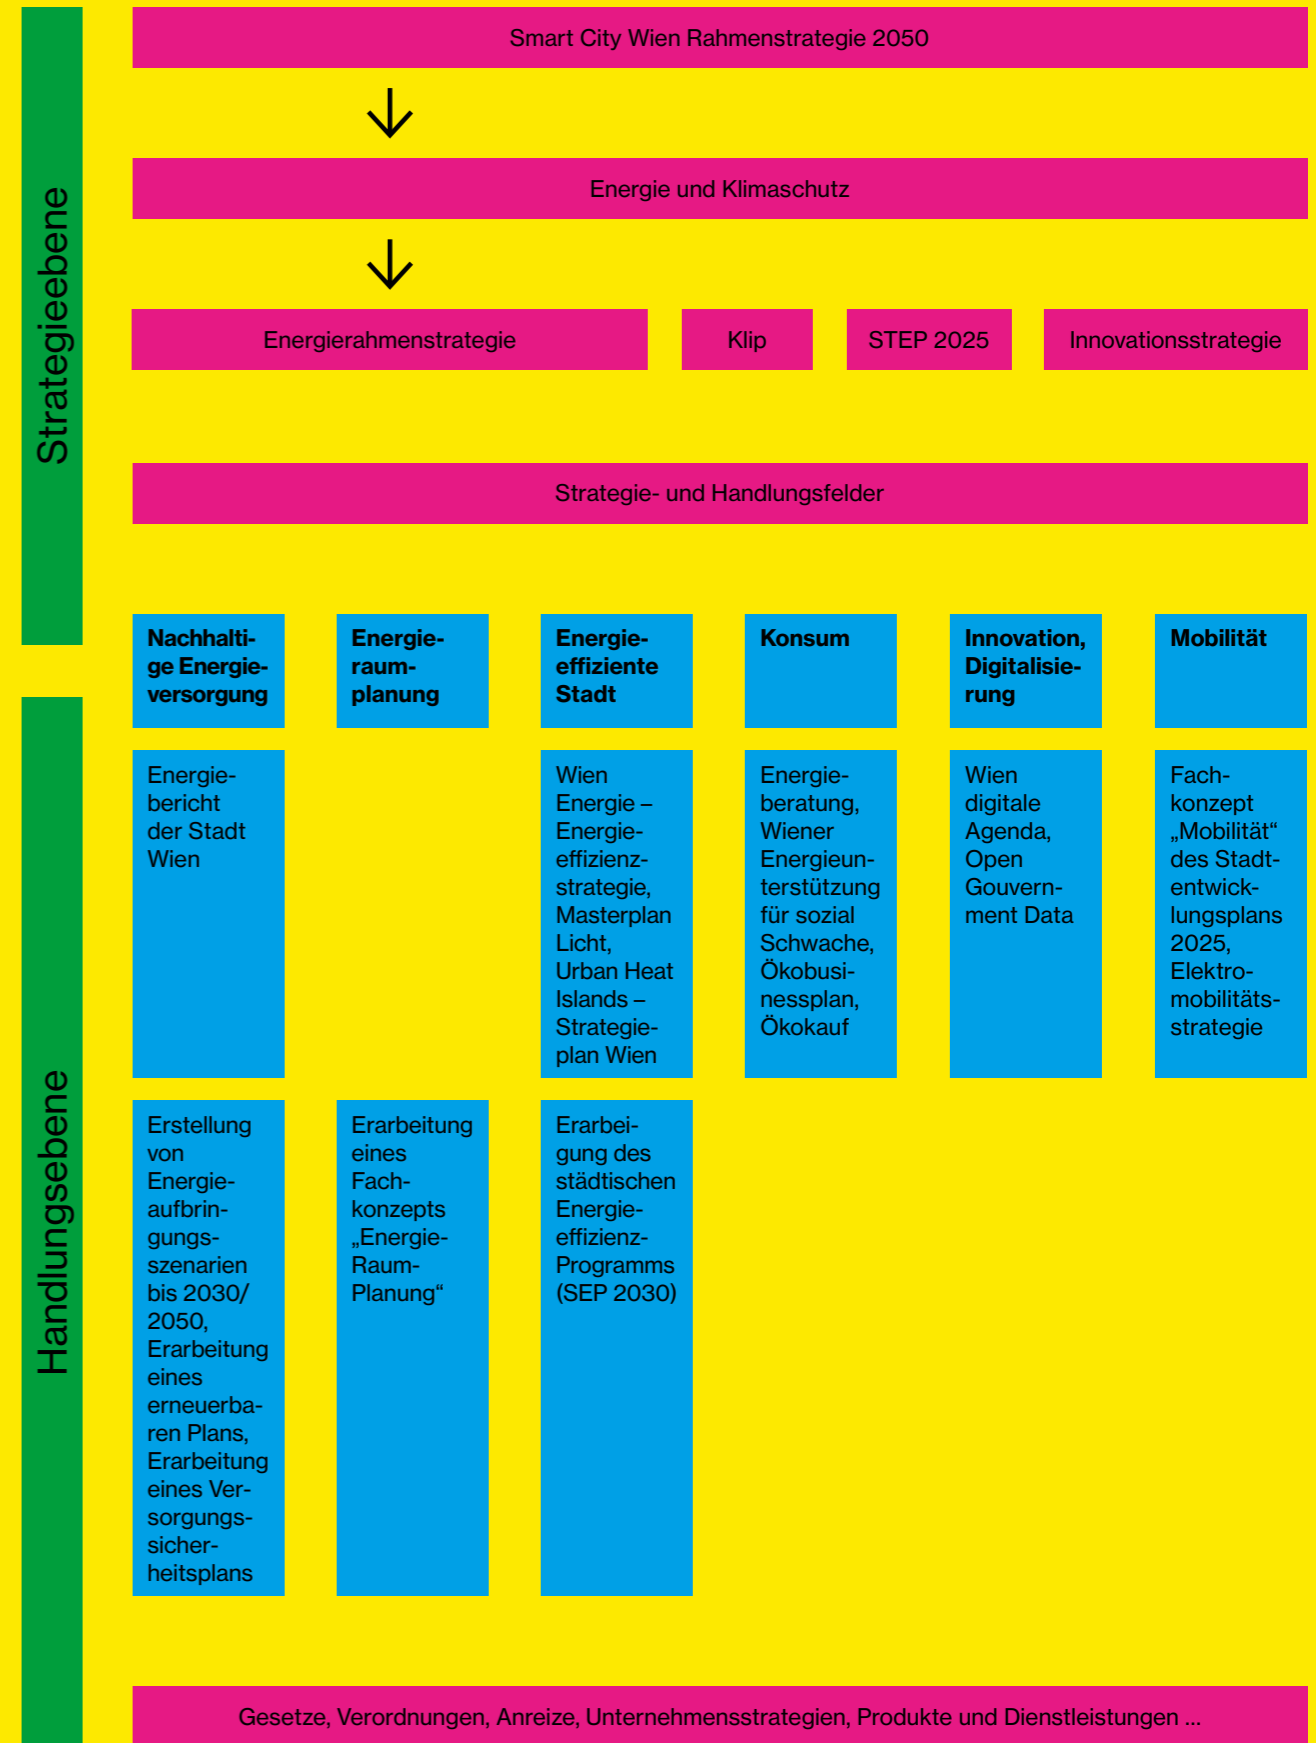 Strategieebene
Smart City Wien Rahmenstrategie 2050
Energie und Klimaschutz
Energierahmenstrategie
Klip
STEP 2025
Innovationsstrategie
Strategie- und Handlungsfelder
Handlungsebene
Nachhalti-
ge Energie-
versorgung
Energie-
raum-
planung
Energie-
effiziente
Stadt
Konsum
Innovation,
Digitalisie-
rung
Mobilität
Energie-
bericht
der Stadt
Wien
Wien
Energie –
Energie-
effizienz-
strategie,
Masterplan
Licht,
Urban Heat
Islands –
Strategie-
plan Wien
Energie-
beratung,
Wiener
Energieun-
terstützung
für sozial
Schwache,
Ökobusi-
nessplan,
Ökokauf
Wien
digitale
Agenda,
Open
Gouvern-
ment Data
Fach-
konzept
„Mobilität“
des Stadt-
entwick-
lungsplans
2025,
Elektro-
mobilitäts-
strategie
Erstellung
von
Energie-
aufbrin-
gungs-
szenarien
bis 2030/
2050,
Erarbeitung
eines
erneuerba-
ren Plans,
Erarbeitung
eines Ver-
sorgungs-
sicher-
heitsplans
Erarbeitung
eines
Fach-
konzepts
„Energie-
Raum-
Planung“
Erarbei-
gung des
städtischen
Energie-
effizienz-
Programms
(SEP 2030)
Gesetze, Verordnungen, Anreize, Unternehmensstrategien, Produkte und Dienstleistungen ...